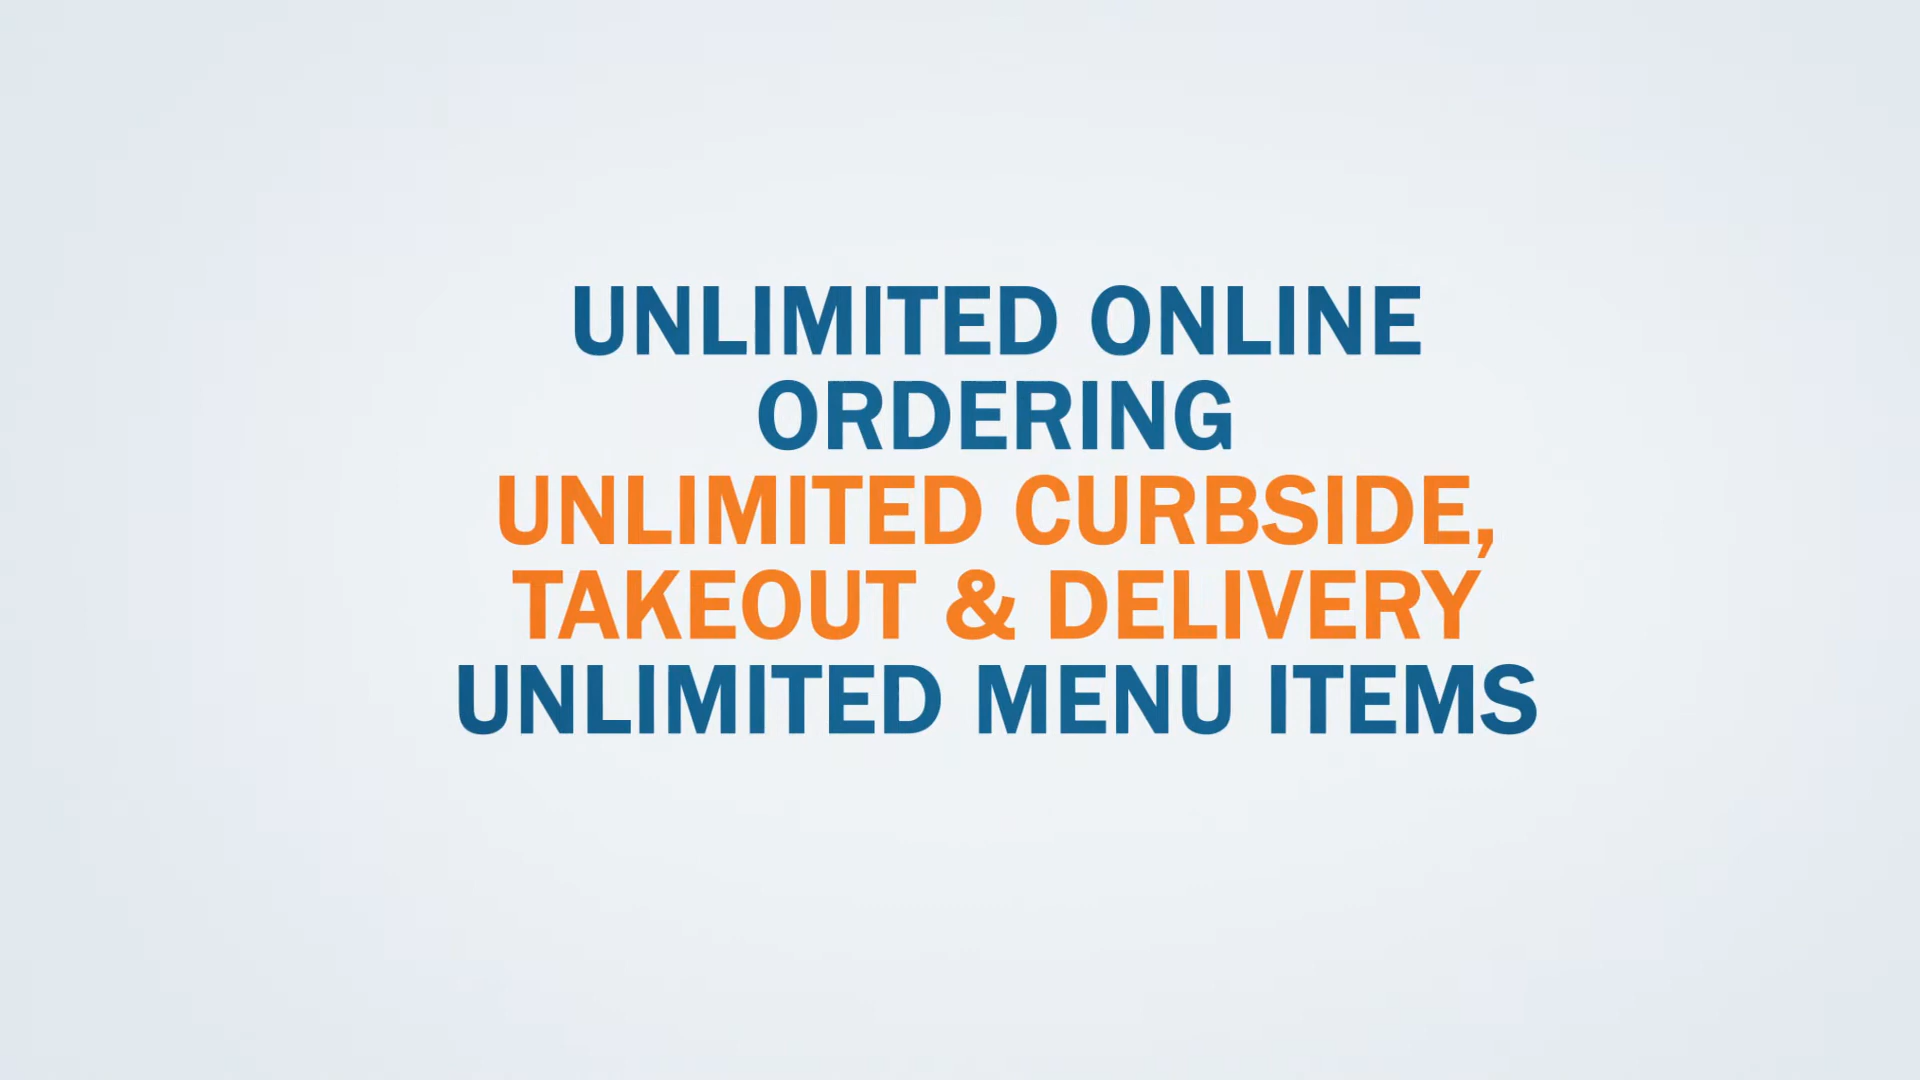 UNLIMITED ONLINE
ORDERING
UNLIMITED CURBSIDE,
TAKEOUT & DELIVERY
UNLIMITED MENU ITEMS